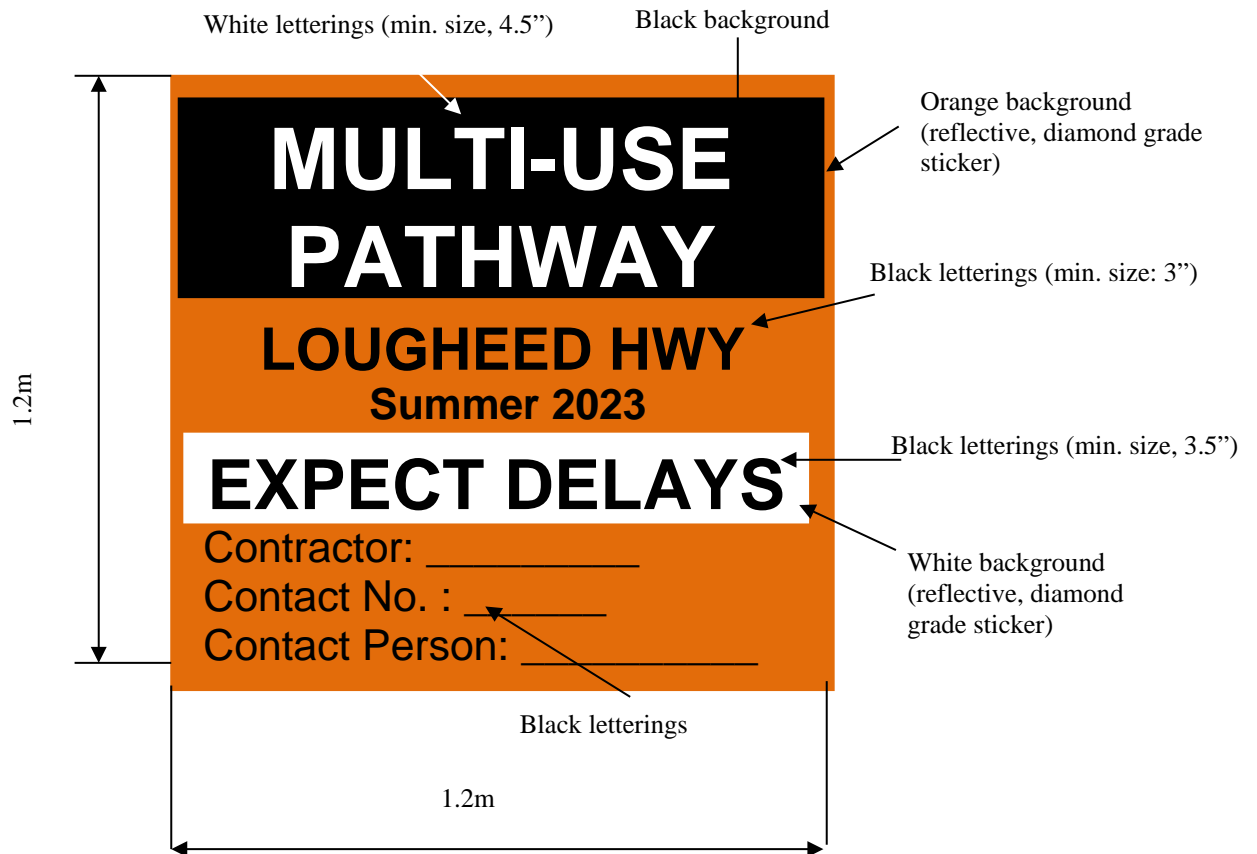 White letterings (min. size, 4.5”)
Black background
MULTI-USE
PATHWAY
Orange background
(reflective, diamond grade
sticker)
Black letterings (min. size: 3”)
LOUGHEED HWY
Summer 2023
1.2m
EXPECT DELAYS
Black letterings (min. size, 3.5”)
Contractor: _________
Contact No. : ______
Contact Person: __________
White background
(reflective, diamond
grade sticker)
Black letterings
1.2m